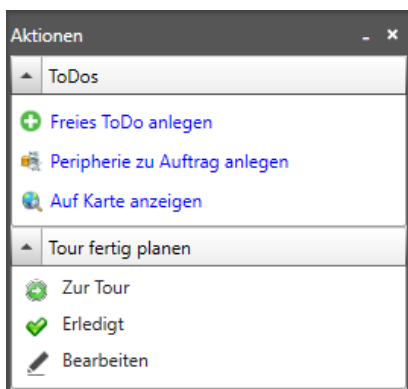 Aktionen
ToDos
Freies ToDo anlegen
Peripherie zu Auftrag anlegen
Auf Karte anzeigen
Tour fertig planen
Zur Tour
Erledigt
Bearbeiten